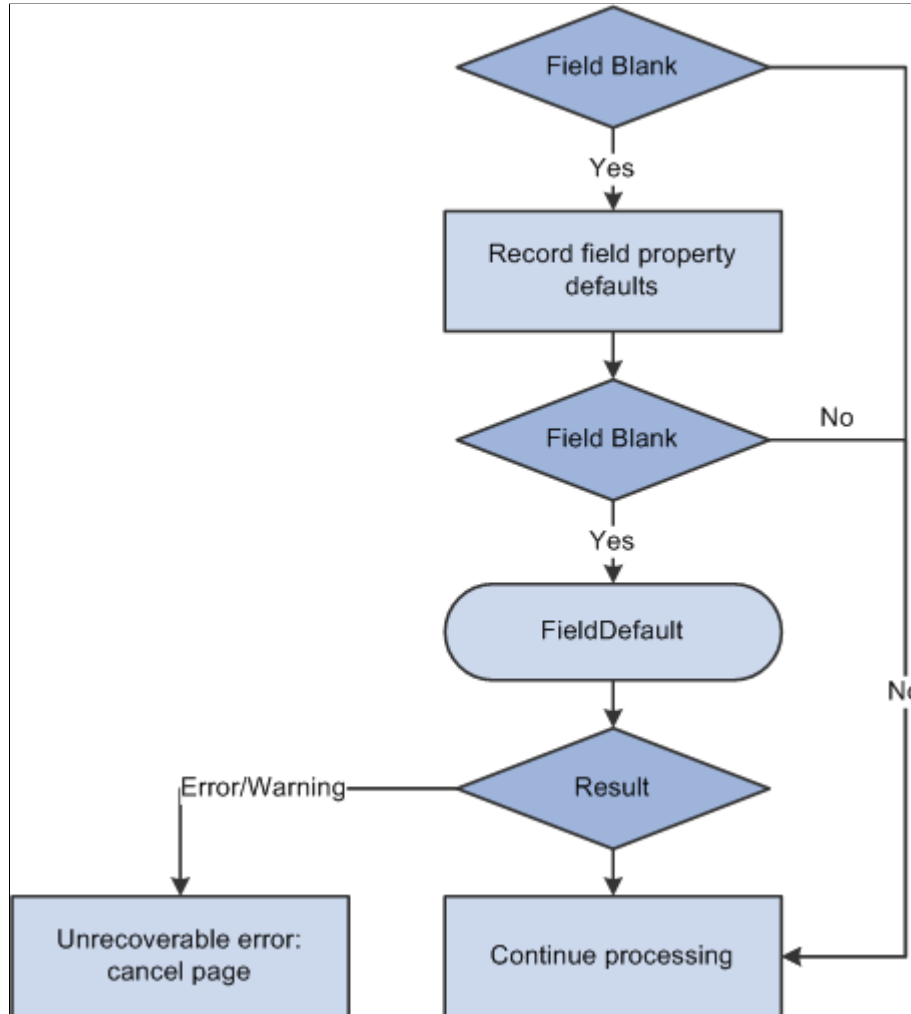 Field Blank
Yes
Record field property
defaults
Field Blank
No
Yes
FieldDefault
No
Result
Error/Warning
Unrecoverable error:
cancel page
Continue processing